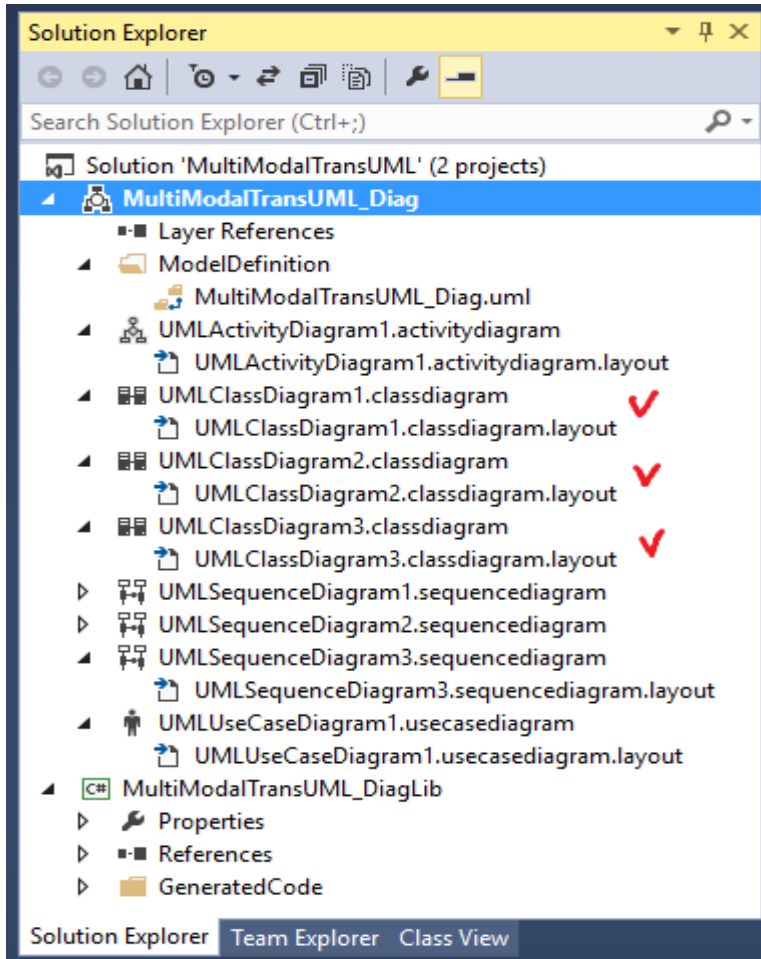 Solution Explorer
Search Solution Explorer (Ctrl+;)
Solution 'MultiModalTransUML' (2 projects)
MultiModalTransUML_Diag
Layer References
ModelDefinition
MultiModalTransUML_Diag.uml
UMLActivityDiagram1.activitydiagram
UMLActivityDiagram1.activitydiagram.layout
UMLClassDiagram1.classdiagram
UMLClassDiagram1.classdiagram.layout
UMLClassDiagram2.classdiagram
UMLClassDiagram2.classdiagram.layout
UMLClassDiagram3.classdiagram
UMLClassDiagram3.classdiagram.layout
UMLSequenceDiagram1.sequencediagram
UMLSequenceDiagram2.sequencediagram
UMLSequenceDiagram3.sequencediagram
UMLSequenceDiagram3.sequencediagram.layout
UMLUseCaseDiagram1.usecasediagram
UMLUseCaseDiagram1.usecasediagram.layout
C# MultiModalTransUML_DiagLib
Properties
References
GeneratedCode
Solution Explorer Team Explorer Class View